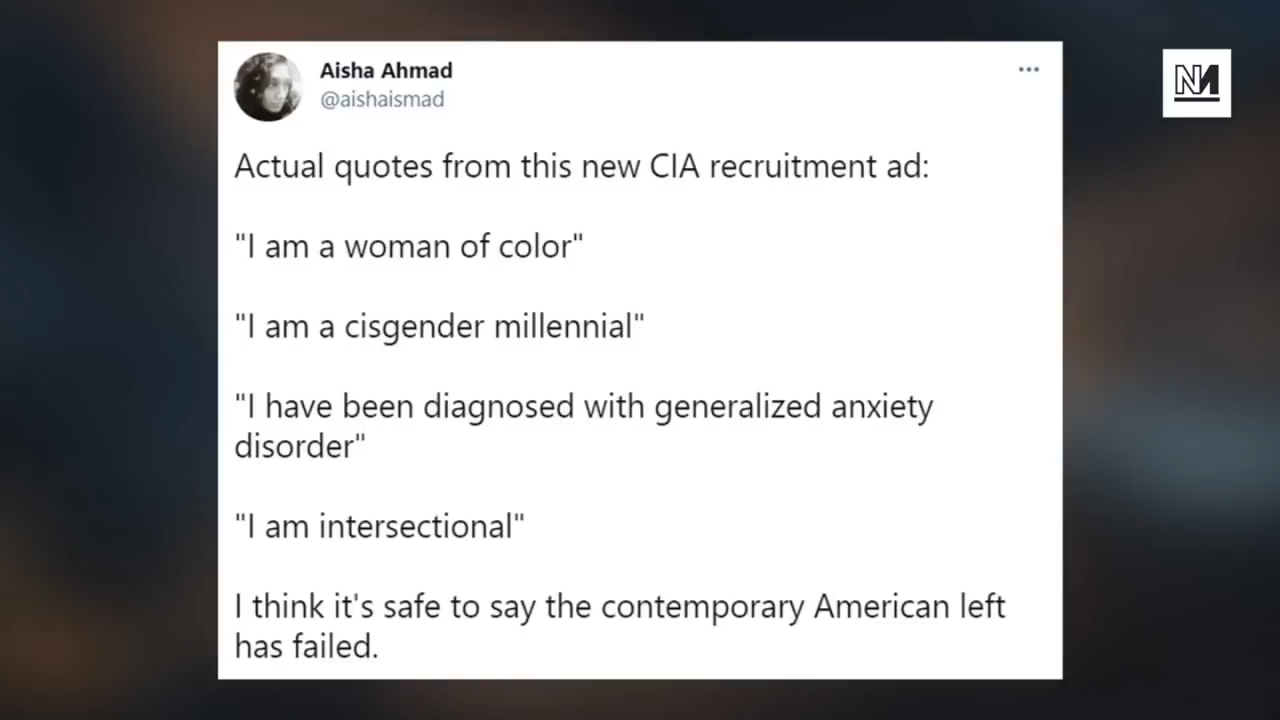 Aisha Ahmad
@aishaismad
Actual quotes from this new CIA recruitment ad:
"I am a woman of color"
"I am a cisgender millennial"
"I have been diagnosed with generalized anxiety
disorder"
"I am intersectional"
I think it's safe to say the contemporary American left
has failed.
NM